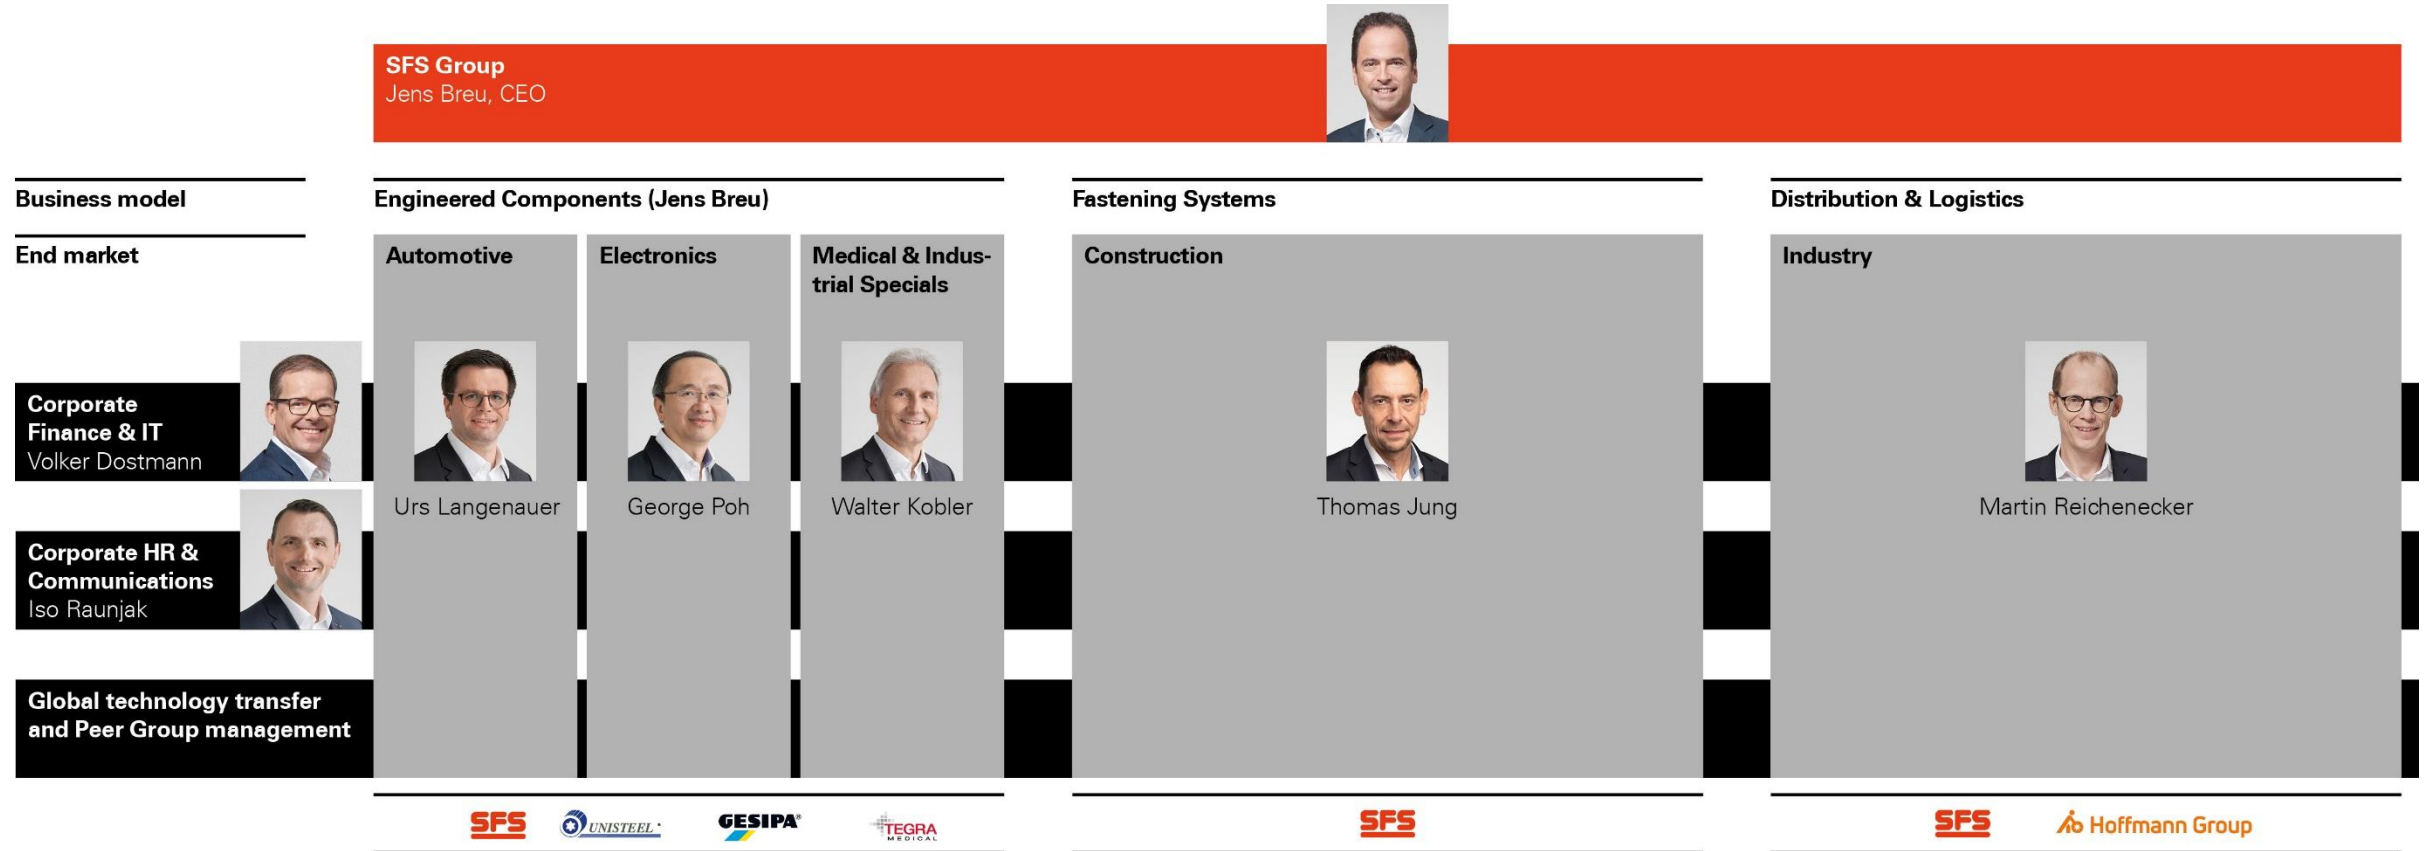 SFS Group
Jens Breu, CEO
Business model
Engineered Components (Jens Breu)
Fastening Systems
Distribution & Logistics
End market
Automotive
Electronics
Medical & Indus-
trial Specials
Construction
Industry
Corporate
Finance & IT
Volker Dostmann
Urs Langenauer
George Poh
Walter Kobler
Thomas Jung
Martin Reichenecker
Corporate HR &
Communications
Iso Raunjak
Global technology transfer
and Peer Group management
SFS
UNISTEEL
GESIPA®
TEGRA
MEDICAL
SFS
SFS
Hoffmann Group